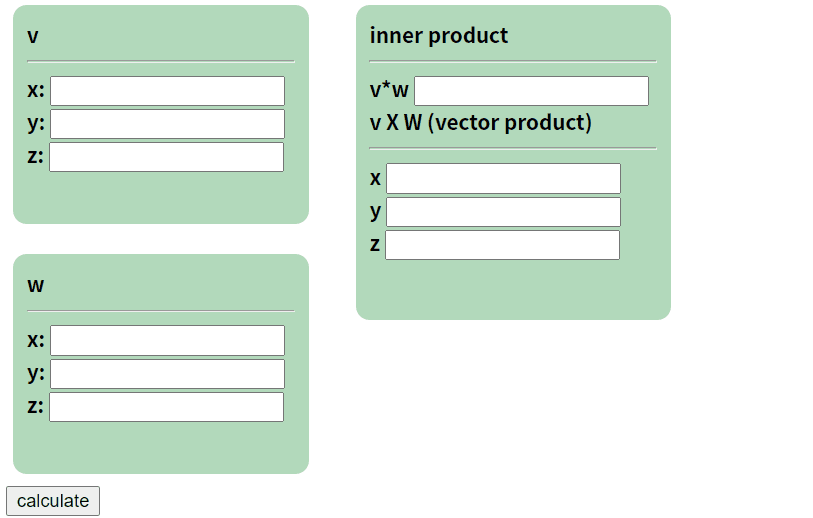 v
x:
y:
z:
w
x:
y:
z:
calculate
inner product
v*w
v X W (vector product)
x
y
z